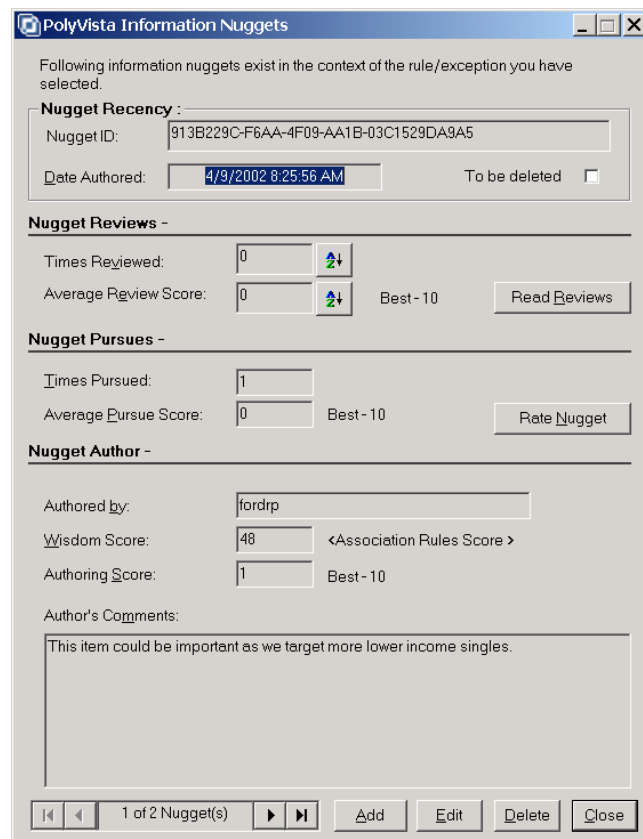 PolyVista Information Nuggets
Following information nuggets exist in the context of the rule/exception you have
selected.
Nugget Recency :
Nugget ID: 913B229C-F6AA-4F09-AA1B-03C1529DA9A5
Date Authored: 4/9/2002 8:25:56 AM To be deleted
Nugget Reviews -
Times Reviewed: 0
Average Review Score: 0 Best - 10 Read Reviews
Nugget Pursues -
Times Pursued: 1
Average Pursue Score: 0 Best - 10 Rate Nugget
Nugget Author -
Authored by: fordrp
Wisdom Score: 48 <Association Rules Score >
Authoring Score: 1 Best - 10
Author's Comments:
This item could be important as we target more lower income singles.
1 of 2 Nugget(s) Add Edit Delete Close